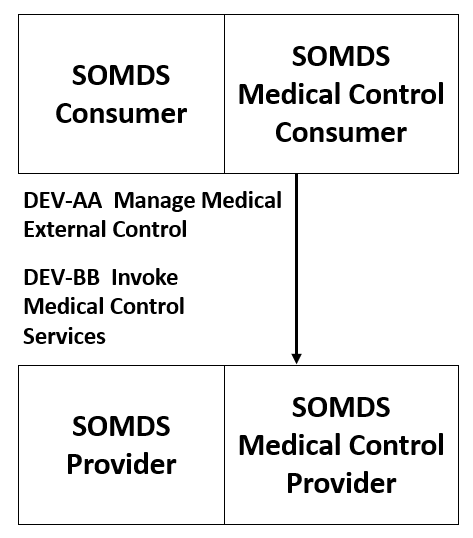 SOMDS
Consumer
SOMDS
Medical Control
Consumer
DEV-AA Manage Medical
External Control
DEV-BB Invoke
Medical Control
Services
SOMDS
Provider
SOMDS
Medical Control
Provider